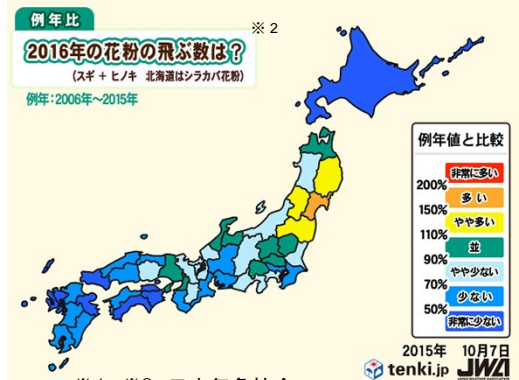 例年比
※２
2016年の花粉の飛ぶ数は？
(スギ + ヒノキ 北海道はシラカバ花粉)
例年:2006年～2015年
例年値と比較
非常に多い
200%
多い
150%
やや多い
110%
並
90%
やや少ない
70%
少ない
50%
非常に少ない
2015年 10月7日
tenki.jp
JWA